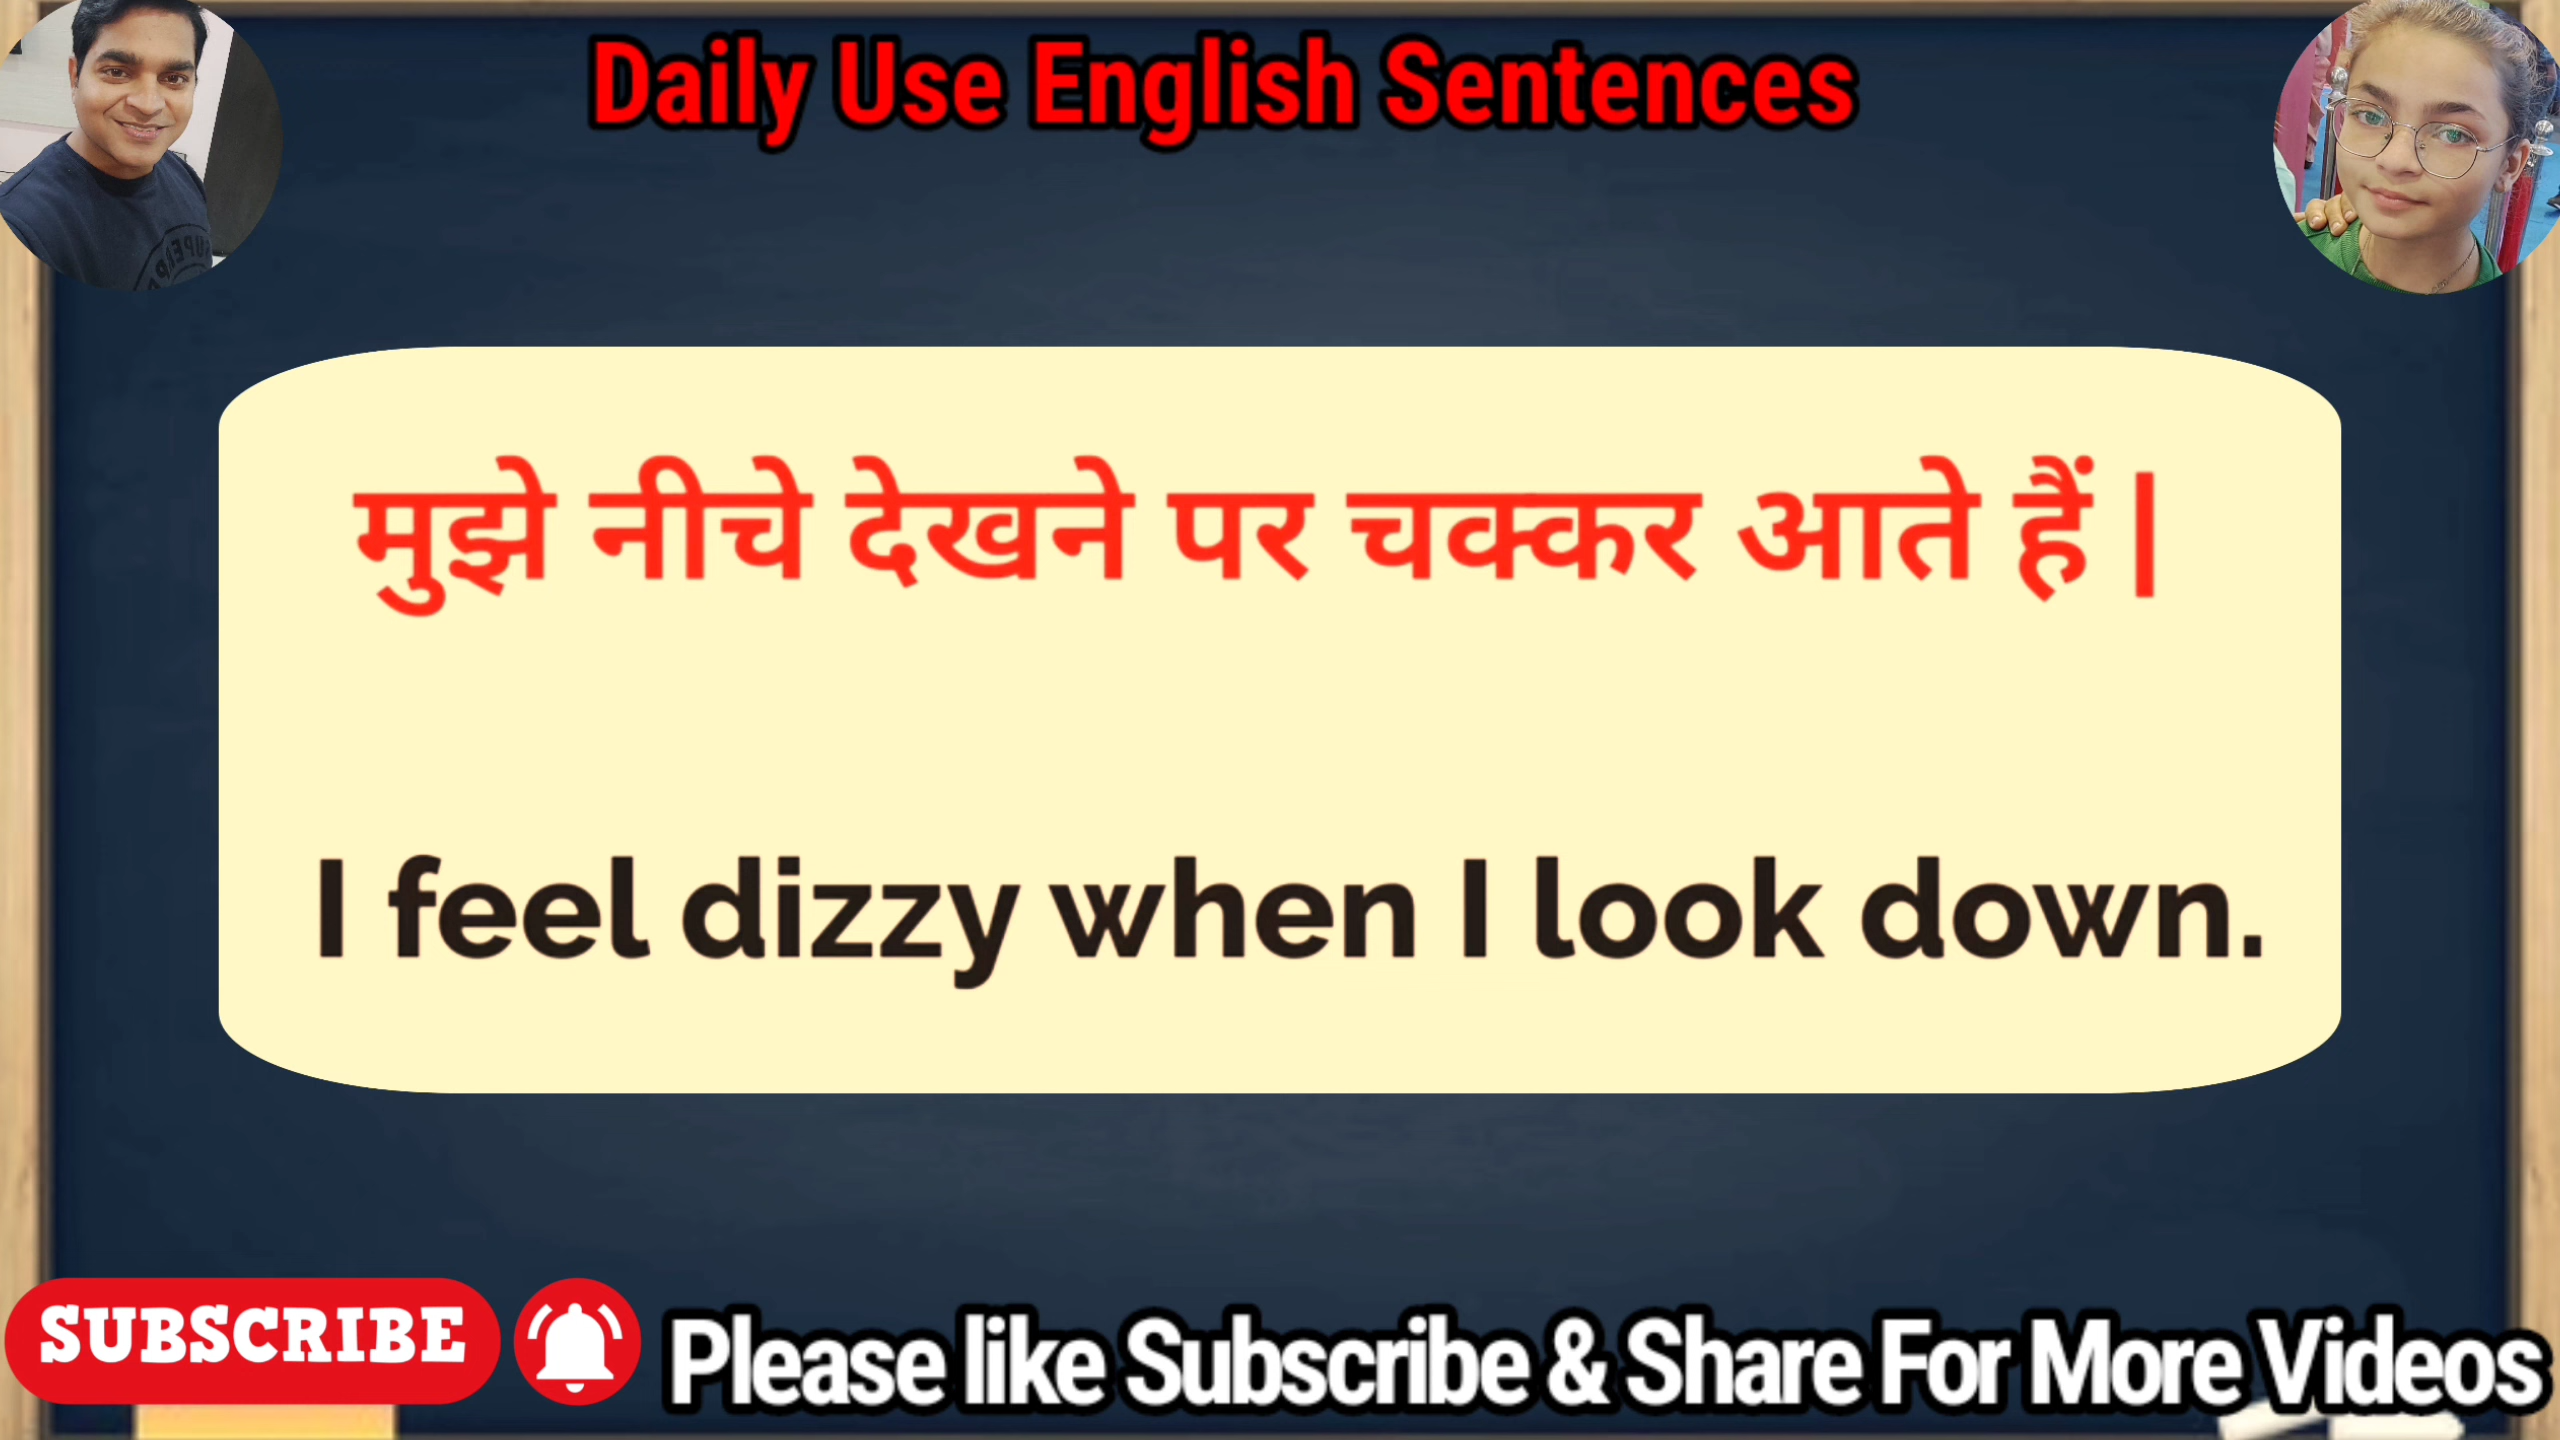 Daily Use English Sentences
मुझे नीचे देखने पर चक्कर आते हैं |
I feel dizzy when I look down.
SUBSCRIBE
Please like Subscribe & Share For More Videos